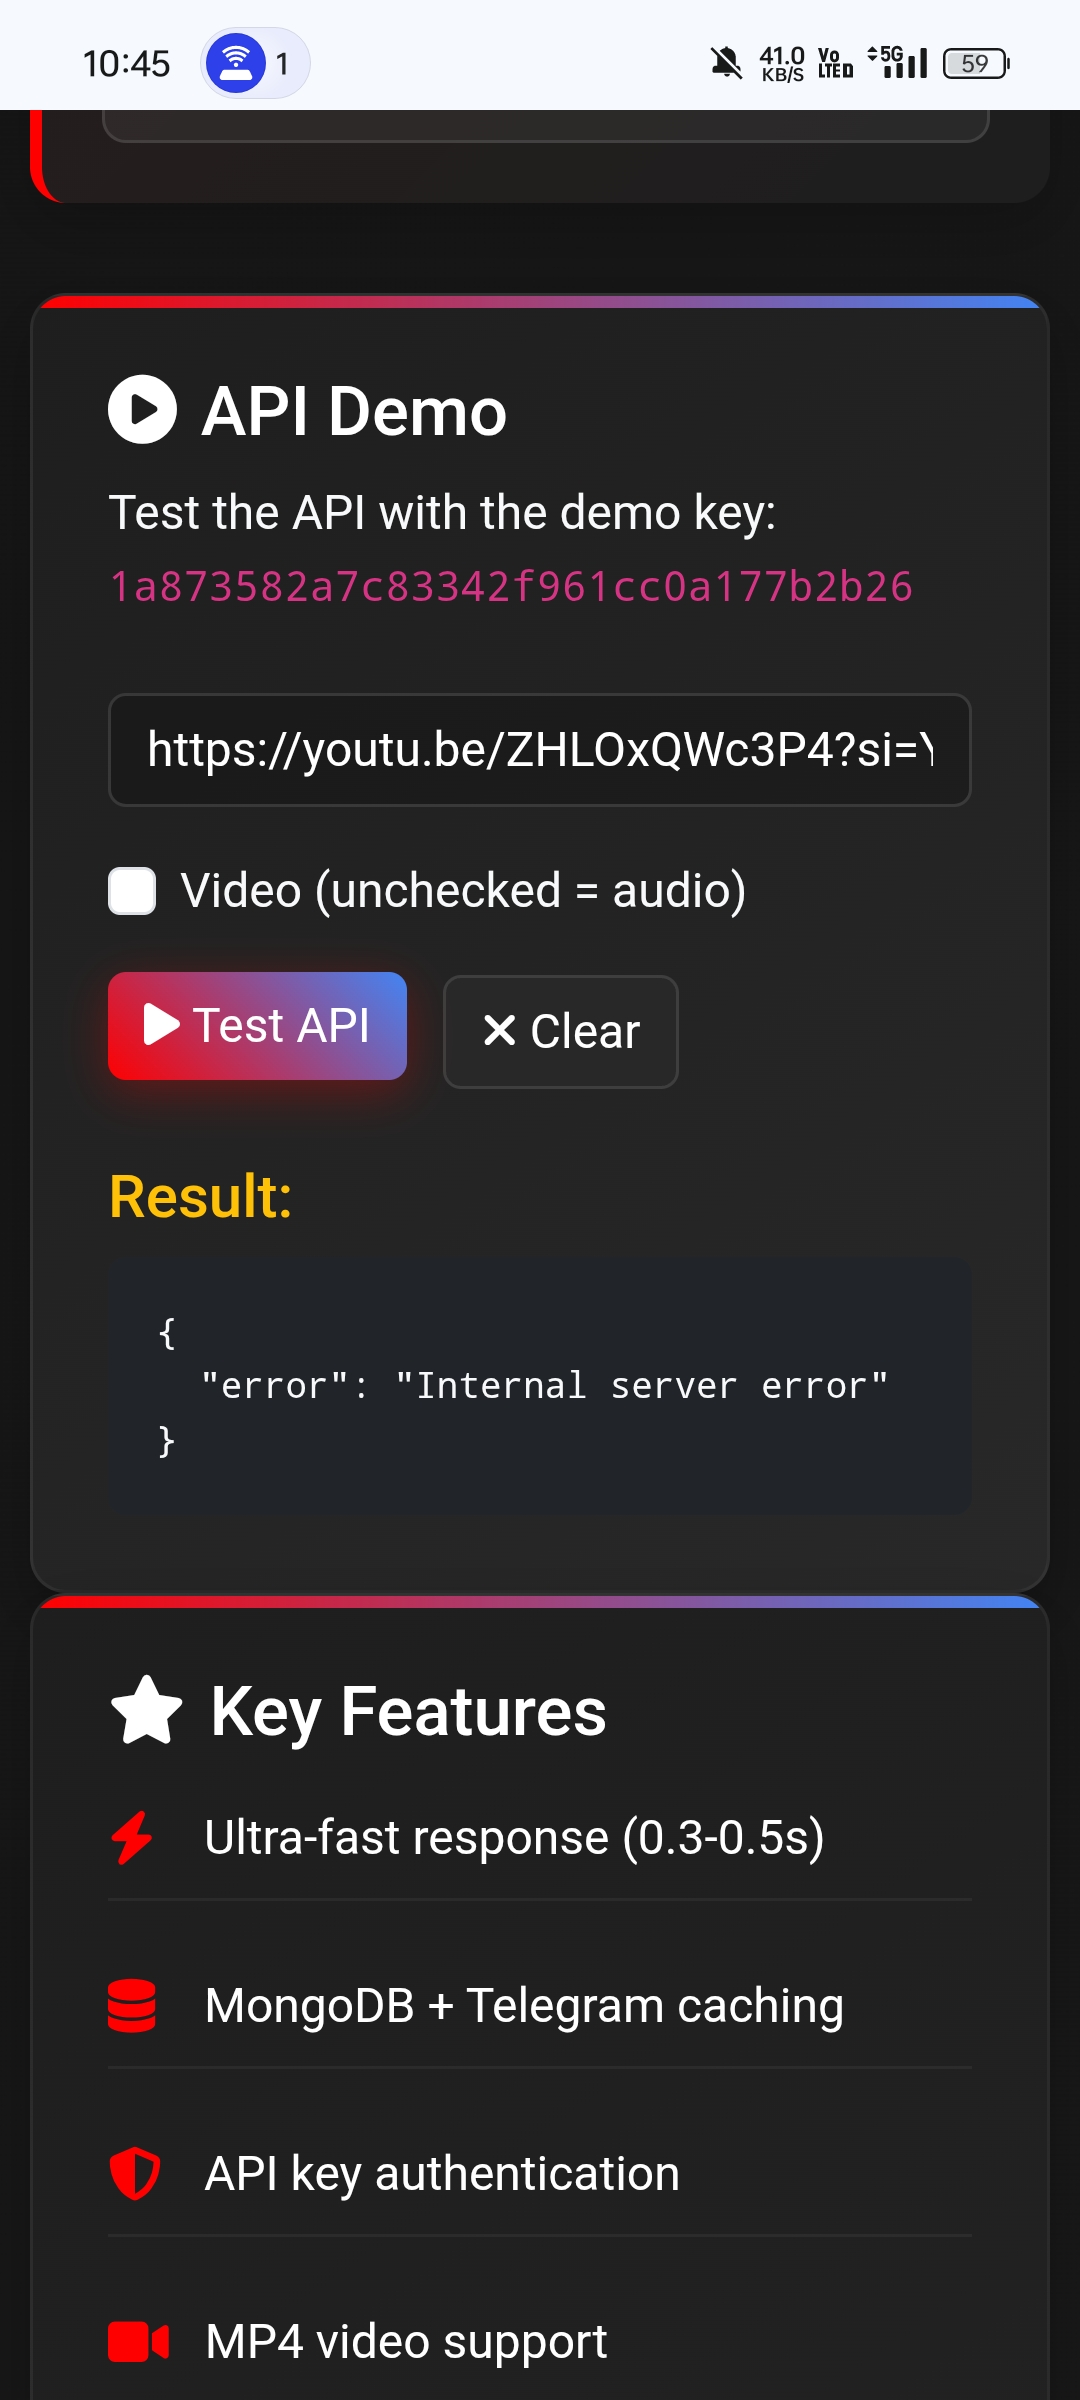 10:45
1
41.0
KB/S
Vo
LTE D
5G
59
API Demo
Test the API with the demo key:
1a873582a7c83342f961cc0a177b2b26
https://youtu.be/ZHLOxQWc3P4?si=
Video (unchecked = audio)
Test API
Clear
Result:
{
"error": "Internal server error"
}
Key Features
Ultra-fast response (0.3-0.5s)
MongoDB + Telegram caching
API key authentication
MP4 video support